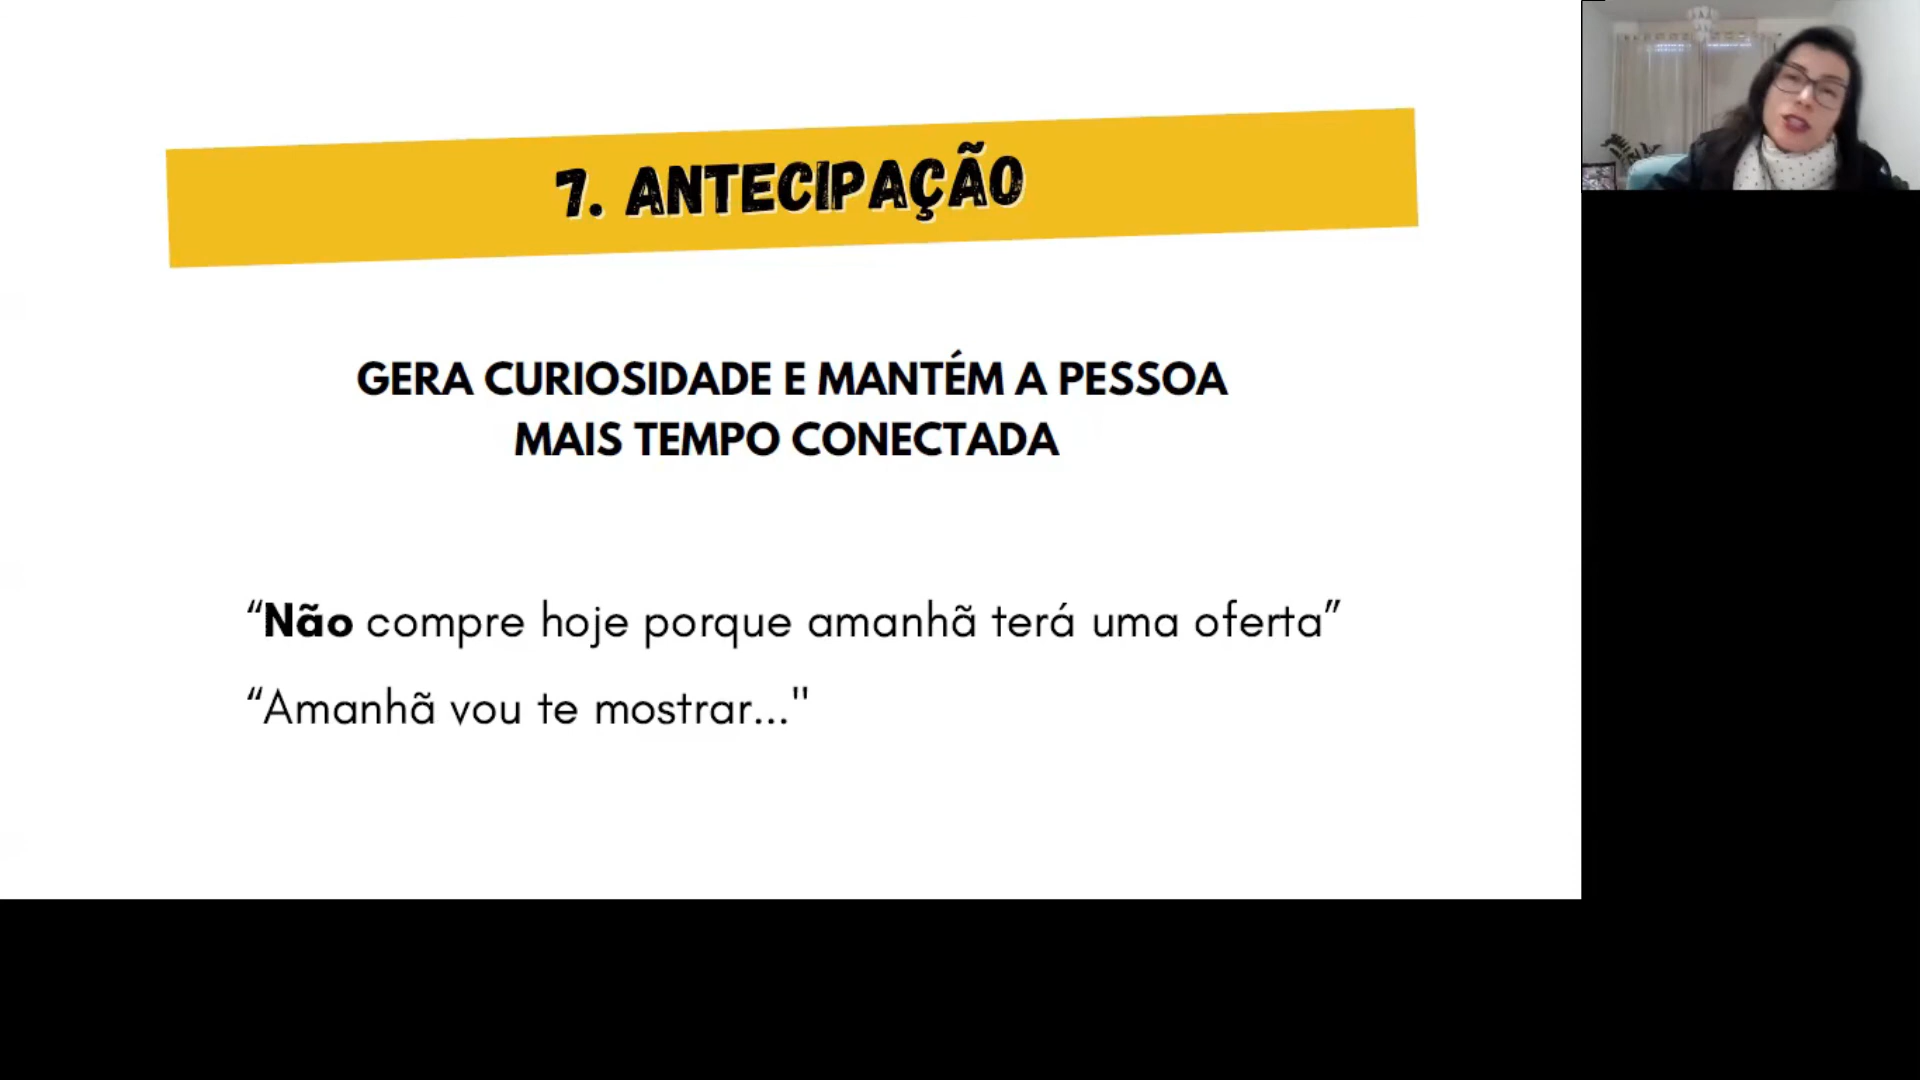 7. ANTECIPAÇÃO
GERA CURIOSIDADE E MANTÉM A PESSOA
MAIS TEMPO CONECTADA
“Não compre hoje porque amanhã terá uma oferta”
“Amanhã vou te mostrar..."